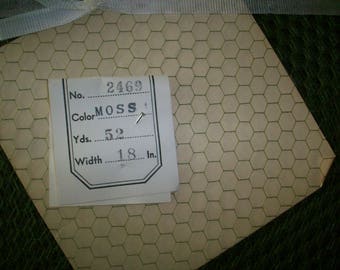 No. 2469
Color MOSS
Yds. 52
Width 18 In.